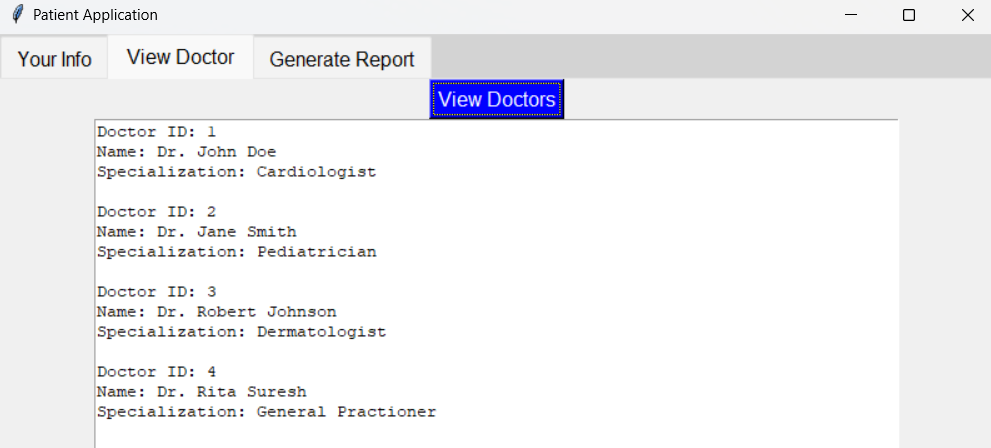 Patient Application
Your Info View Doctor Generate Report
View Doctors
Doctor ID: 1
Name: Dr. John Doe
Specialization: Cardiologist
Doctor ID: 2
Name: Dr. Jane Smith
Specialization: Pediatrician
Doctor ID: 3
Name: Dr. Robert Johnson
Specialization: Dermatologist
Doctor ID: 4
Name: Dr. Rita Suresh
Specialization: General Practioner